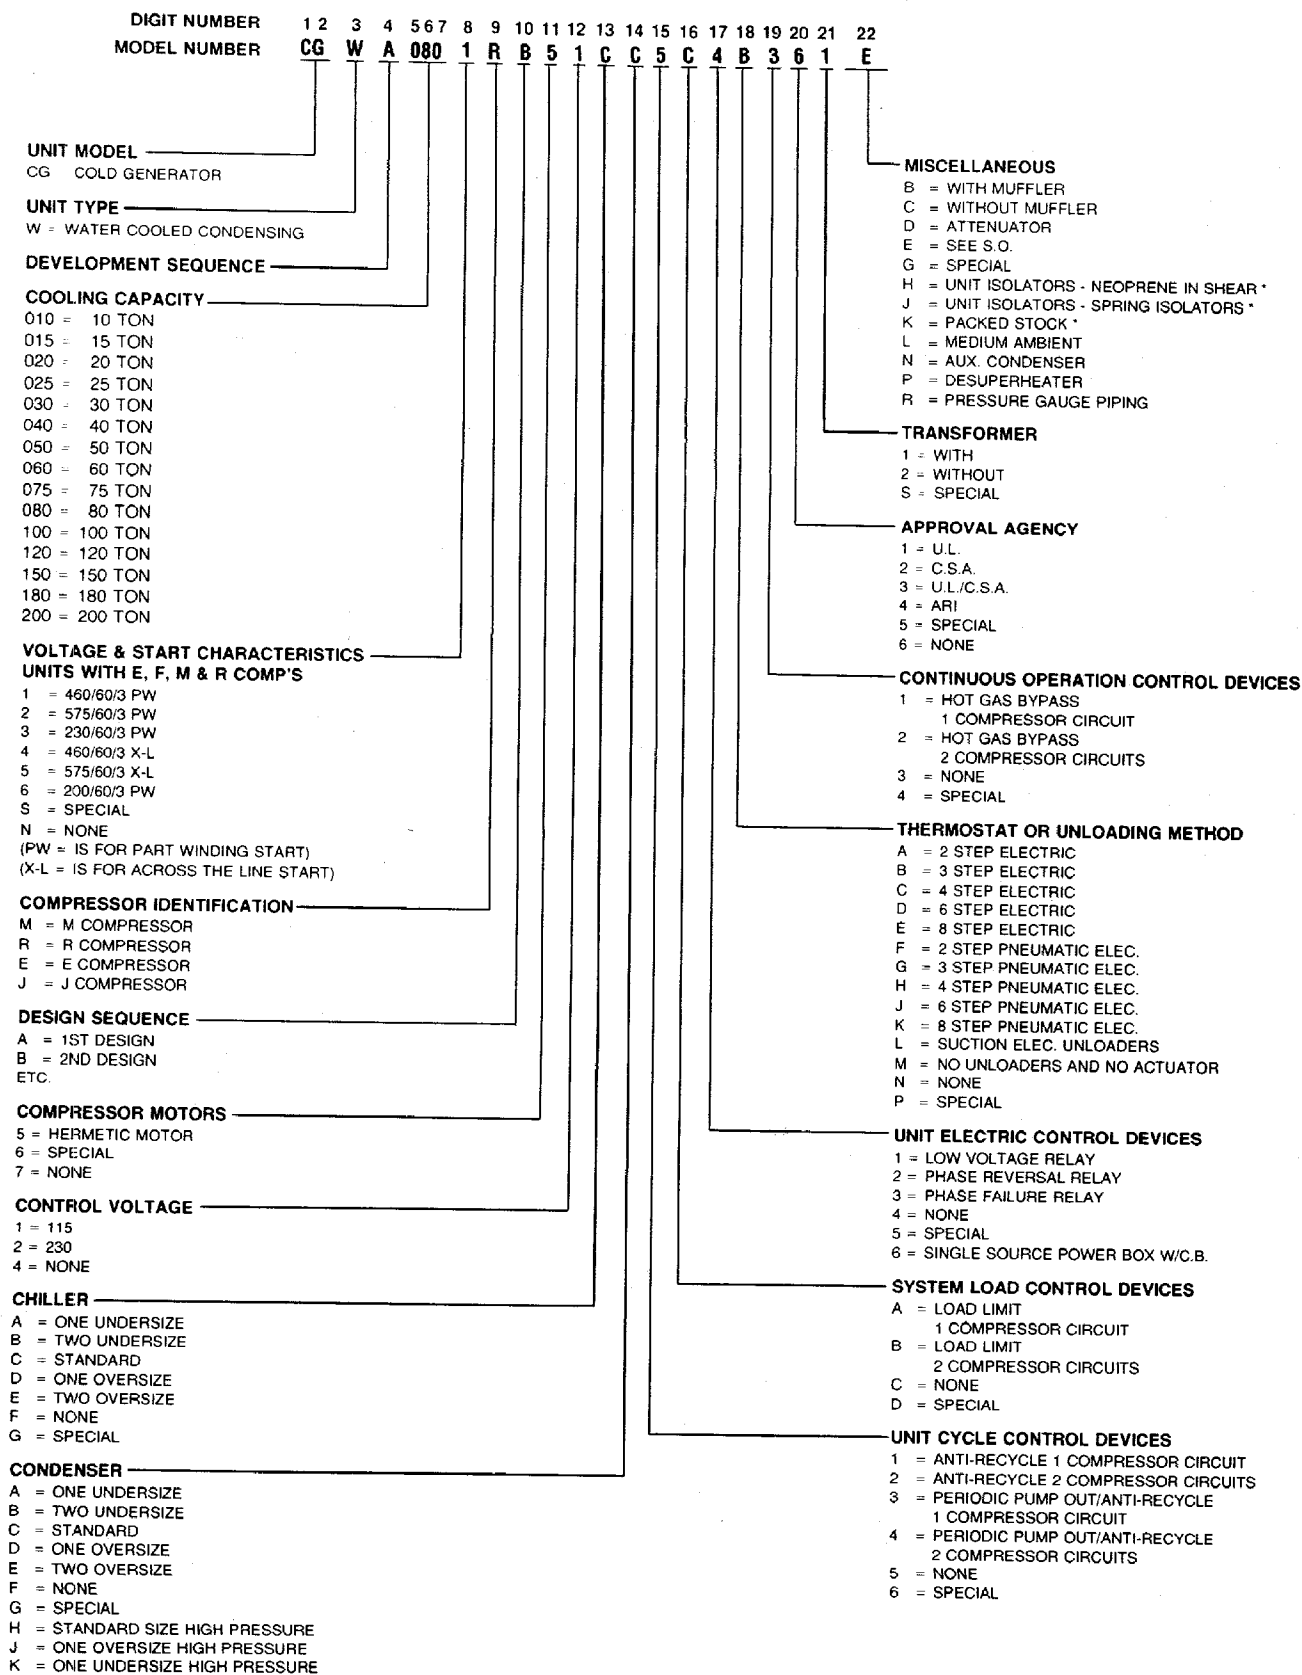 DIGIT NUMBER 1 2 3 4 5 6 7 8 9 10 11 12 13 14 15 16 17 18 19 20 21 22
MODEL NUMBER CG W A 080 1 R B 5 1 C C 5 C 4 B 3 6 1 E
UNIT MODEL
CG COLD GENERATOR
UNIT TYPE
W = WATER COOLED CONDENSING
DEVELOPMENT SEQUENCE
COOLING CAPACITY
010 = 10 TON
015 = 15 TON
020 = 20 TON
025 = 25 TON
030 = 30 TON
040 = 40 TON
050 = 50 TON
060 = 60 TON
075 = 75 TON
080 = 80 TON
100 = 100 TON
120 = 120 TON
150 = 150 TON
180 = 180 TON
200 = 200 TON
VOLTAGE & START CHARACTERISTICS
UNITS WITH E, F, M & R COMP'S
1 = 460/60/3 PW
2 = 575/60/3 PW
3 = 230/60/3 PW
4 = 460/60/3 X-L
5 = 575/60/3 X-L
6 = 200/60/3 PW
S = SPECIAL
N = NONE
(PW = IS FOR PART WINDING START)
(X-L = IS FOR ACROSS THE LINE START)
COMPRESSOR IDENTIFICATION
M = M COMPRESSOR
R = R COMPRESSOR
E = E COMPRESSOR
J = J COMPRESSOR
DESIGN SEQUENCE
A = 1ST DESIGN
B = 2ND DESIGN
ETC.
COMPRESSOR MOTORS
5 = HERMETIC MOTOR
6 = SPECIAL
7 = NONE
CONTROL VOLTAGE
1 = 115
2 = 230
4 = NONE
CHILLER
A = ONE UNDERSIZE
B = TWO UNDERSIZE
C = STANDARD
D = ONE OVERSIZE
E = TWO OVERSIZE
F = NONE
G = SPECIAL
CONDENSER
A = ONE UNDERSIZE
B = TWO UNDERSIZE
C = STANDARD
D = ONE OVERSIZE
E = TWO OVERSIZE
F = NONE
G = SPECIAL
H = STANDARD SIZE HIGH PRESSURE
J = ONE OVERSIZE HIGH PRESSURE
K = ONE UNDERSIZE HIGH PRESSURE
MISCELLANEOUS
B = WITH MUFFLER
C = WITHOUT MUFFLER
D = ATTENUATOR
E = SEE S.O.
G = SPECIAL
H = UNIT ISOLATORS - NEOPRENE IN SHEAR *
J = UNIT ISOLATORS - SPRING ISOLATORS *
K = PACKED STOCK *
L = MEDIUM AMBIENT
N = AUX. CONDENSER
P = DESUPERHEATER
R = PRESSURE GAUGE PIPING
TRANSFORMER
1 = WITH
2 = WITHOUT
S = SPECIAL
APPROVAL AGENCY
1 = U.L.
2 = C.S.A.
3 = U.L./C.S.A.
4 = ARI
5 = SPECIAL
6 = NONE
CONTINUOUS OPERATION CONTROL DEVICES
1 = HOT GAS BYPASS
1 COMPRESSOR CIRCUIT
2 = HOT GAS BYPASS
2 COMPRESSOR CIRCUITS
3 = NONE
4 = SPECIAL
THERMOSTAT OR UNLOADING METHOD
A = 2 STEP ELECTRIC
B = 3 STEP ELECTRIC
C = 4 STEP ELECTRIC
D = 6 STEP ELECTRIC
E = 8 STEP ELECTRIC
F = 2 STEP PNEUMATIC ELEC.
G = 3 STEP PNEUMATIC ELEC.
H = 4 STEP PNEUMATIC ELEC.
J = 6 STEP PNEUMATIC ELEC.
K = 8 STEP PNEUMATIC ELEC.
L = SUCTION ELEC. UNLOADERS
M = NO UNLOADERS AND NO ACTUATOR
N = NONE
P = SPECIAL
UNIT ELECTRIC CONTROL DEVICES
1 = LOW VOLTAGE RELAY
2 = PHASE REVERSAL RELAY
3 = PHASE FAILURE RELAY
4 = NONE
5 = SPECIAL
6 = SINGLE SOURCE POWER BOX W/C.B.
SYSTEM LOAD CONTROL DEVICES
A = LOAD LIMIT
1 COMPRESSOR CIRCUIT
B = LOAD LIMIT
2 COMPRESSOR CIRCUITS
C = NONE
D = SPECIAL
UNIT CYCLE CONTROL DEVICES
1 = ANTI-RECYCLE 1 COMPRESSOR CIRCUIT
2 = ANTI-RECYCLE 2 COMPRESSOR CIRCUITS
3 = PERIODIC PUMP OUT/ANTI-RECYCLE
1 COMPRESSOR CIRCUIT
4 = PERIODIC PUMP OUT/ANTI-RECYCLE
2 COMPRESSOR CIRCUITS
5 = NONE
6 = SPECIAL